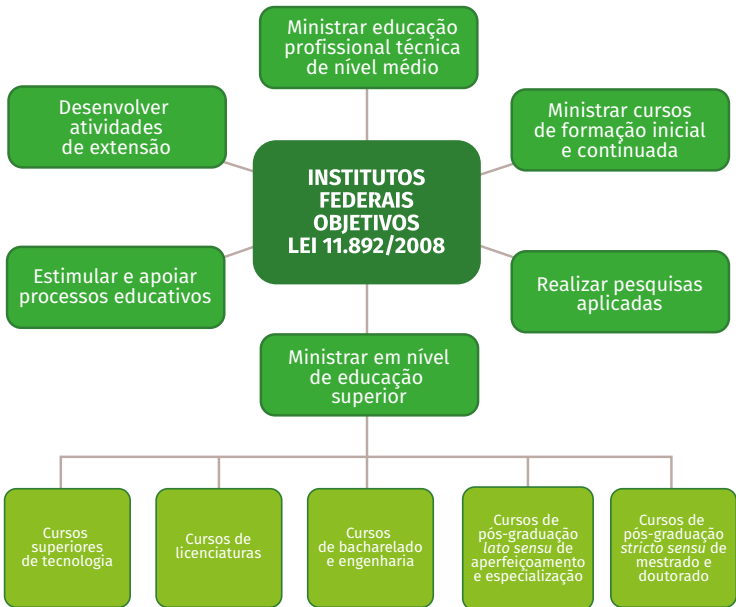 Ministrar educação
profissional técnica
de nível médio
Desenvolver
atividades
de extensão
Ministrar cursos
de formação inicial
e continuada
INSTITUTOS
FEDERAIS
OBJETIVOS
LEI 11.892/2008
Estimular e apoiar
processos educativos
Realizar pesquisas
aplicadas
Ministrar em nível
de educação
superior
Cursos
superiores
de tecnologia
Cursos de
licenciaturas
Cursos
de bacharelado
e engenharia
Cursos de
pós-graduação
lato sensu de
aperfeiçoamento
e especialização
Cursos de
pós-graduação
stricto sensu de
mestrado e
doutorado